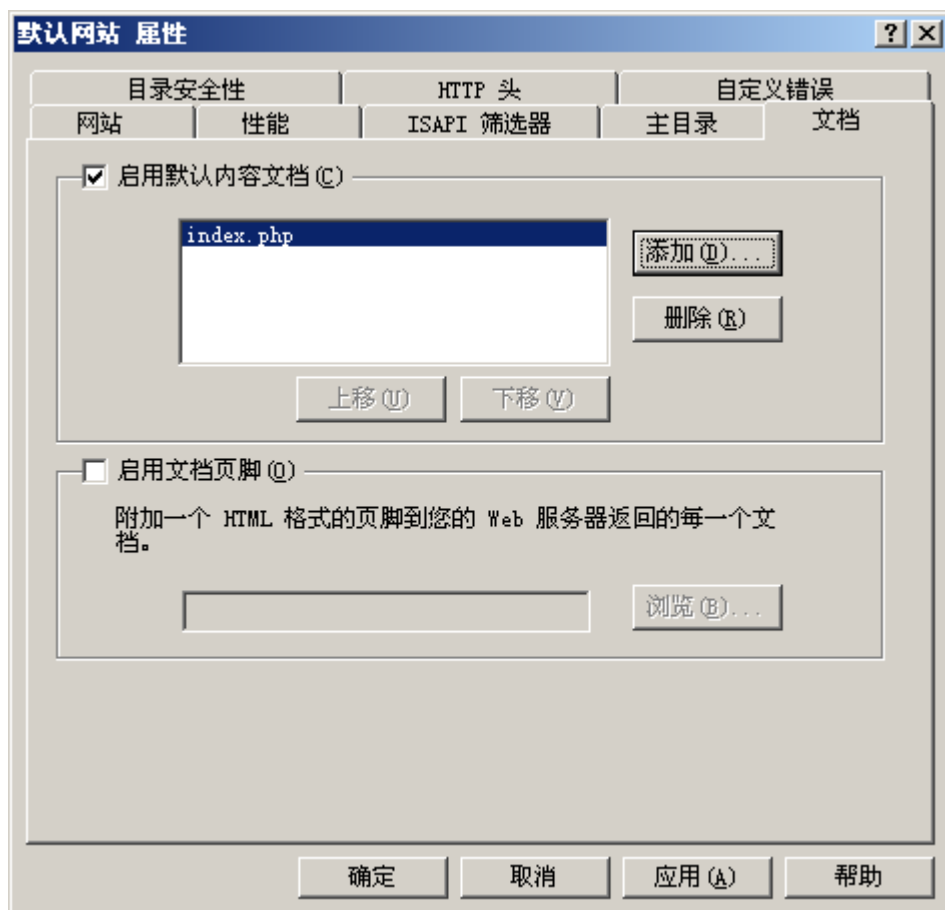 默认网站 属性
目录安全性 HTTP 头 自定义错误
网站 性能 ISAPI 筛选器 主目录 文档
启用默认内容文档(C)
index.php
添加(D)...
删除(R)
上移(U) 下移(V)
启用文档页脚(O)
附加一个 HTML 格式的页脚到您的 Web 服务器返回的每一个文
档。
浏览(B)...
确定 取消 应用(A) 帮助